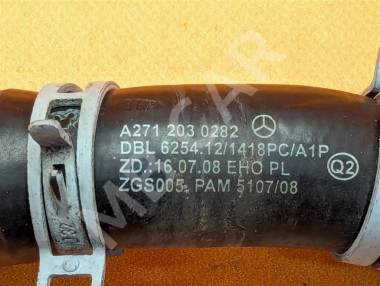 A271 203 0282
DBL 6254.12/1418PC/A1P
ZD.:16.07.08 EHO PL
Q2
ZGS005- PAM 5107/08